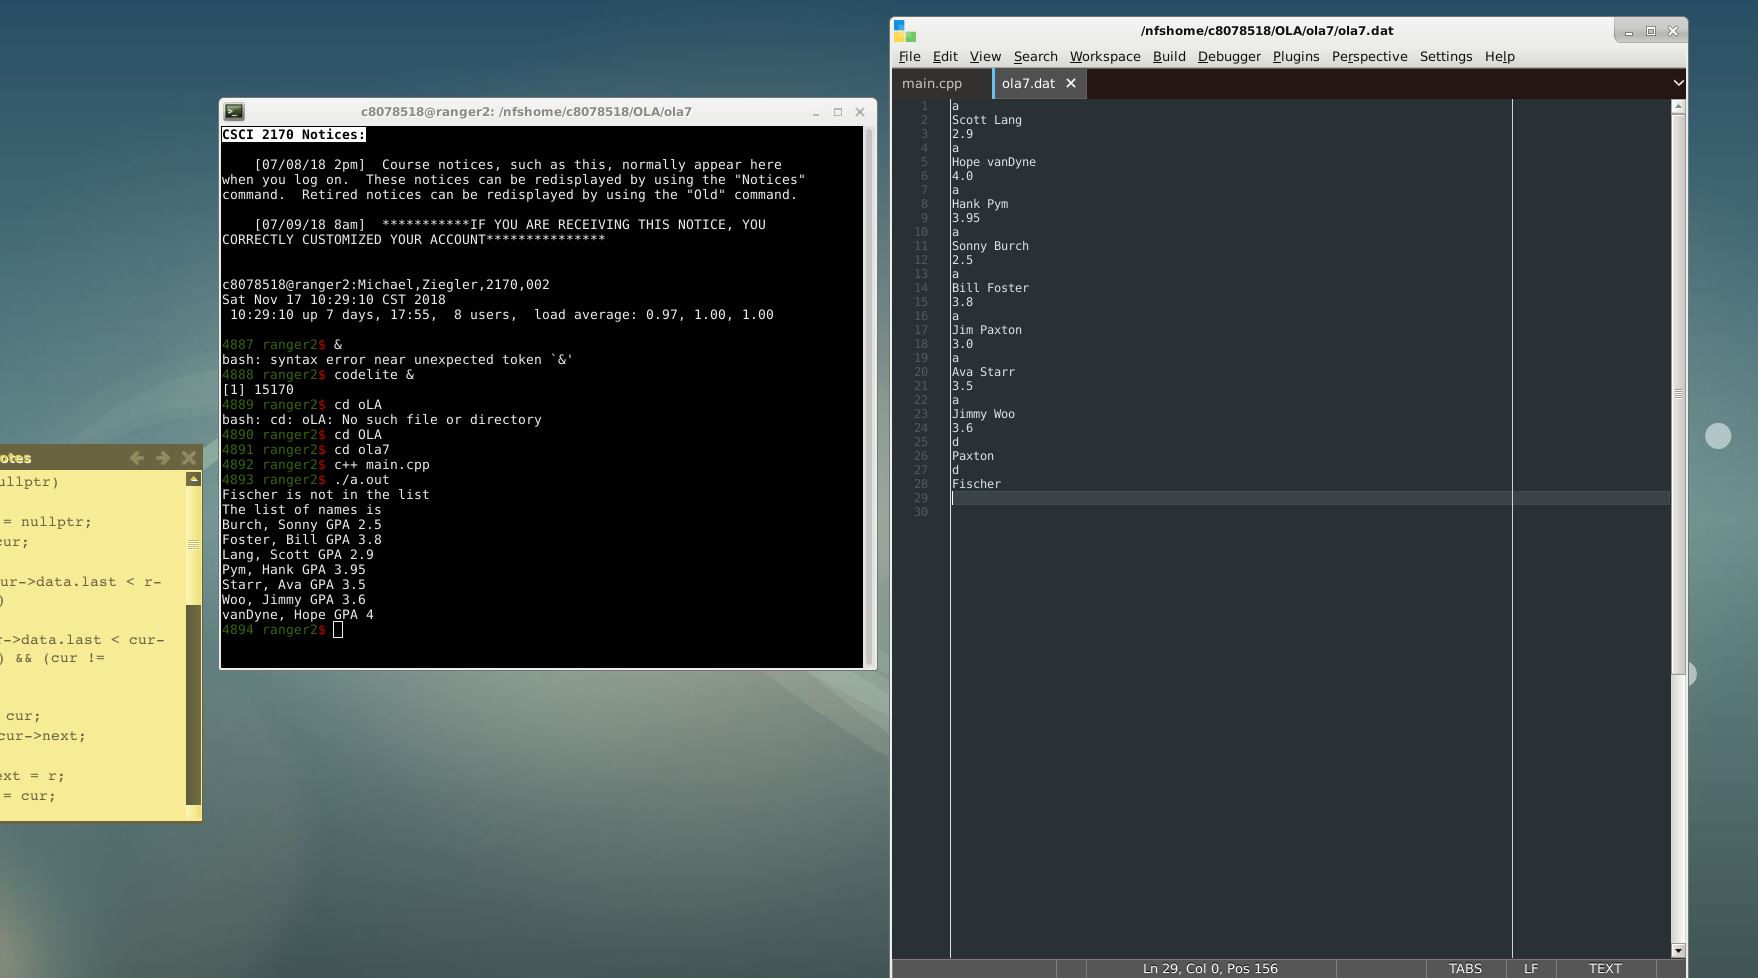 otes
ullptr)
= nullptr;
cur;
ur->data.last < r-
)
r->data.last < cur-
) && (cur !=
cur;
cur->next;
ext = r;
= cur;
c8078518@ranger2: /nfshome/c8078518/OLA/ola7
CSCI 2170 Notices:
[07/08/18 2pm]  Course notices, such as this, normally appear here
when you log on.  These notices can be redisplayed by using the "Notices"
command.  Retired notices can be redisplayed by using the "Old" command.
[07/09/18 8am]  ***********IF YOU ARE RECEIVING THIS NOTICE, YOU
CORRECTLY CUSTOMIZED YOUR ACCOUNT***************
c8078518@ranger2:Michael,Ziegler,2170,002
Sat Nov 17 10:29:10 CST 2018
10:29:10 up 7 days, 17:55,  8 users,  load average: 0.97, 1.00, 1.00
4887 ranger2$ &
bash: syntax error near unexpected token `&'
4888 ranger2$ codelite &
[1] 15170
4889 ranger2$ cd oLA
bash: cd: oLA: No such file or directory
4890 ranger2$ cd OLA
4891 ranger2$ cd ola7
4892 ranger2$ c++ main.cpp
4893 ranger2$ ./a.out
Fischer is not in the list
The list of names is
Burch, Sonny GPA 2.5
Foster, Bill GPA 3.8
Lang, Scott GPA 2.9
Pym, Hank GPA 3.95
Starr, Ava GPA 3.5
Woo, Jimmy GPA 3.6
vanDyne, Hope GPA 4
4894 ranger2$
/nfshome/c8078518/OLA/ola7/ola7.dat
File Edit View Search Workspace Build Debugger Plugins Perspective Settings Help
main.cpp ola7.dat
1 a
2 Scott Lang
3 2.9
4 a
5 Hope vanDyne
6 4.0
7 a
8 Hank Pym
9 3.95
10 a
11 Sonny Burch
12 2.5
13 a
14 Bill Foster
15 3.8
16 a
17 Jim Paxton
18 3.0
19 a
20 Ava Starr
21 3.5
22 a
23 Jimmy Woo
24 3.6
25 d
26 Paxton
27 d
28 Fischer
29
30
Ln 29, Col 0, Pos 156 TABS LF TEXT